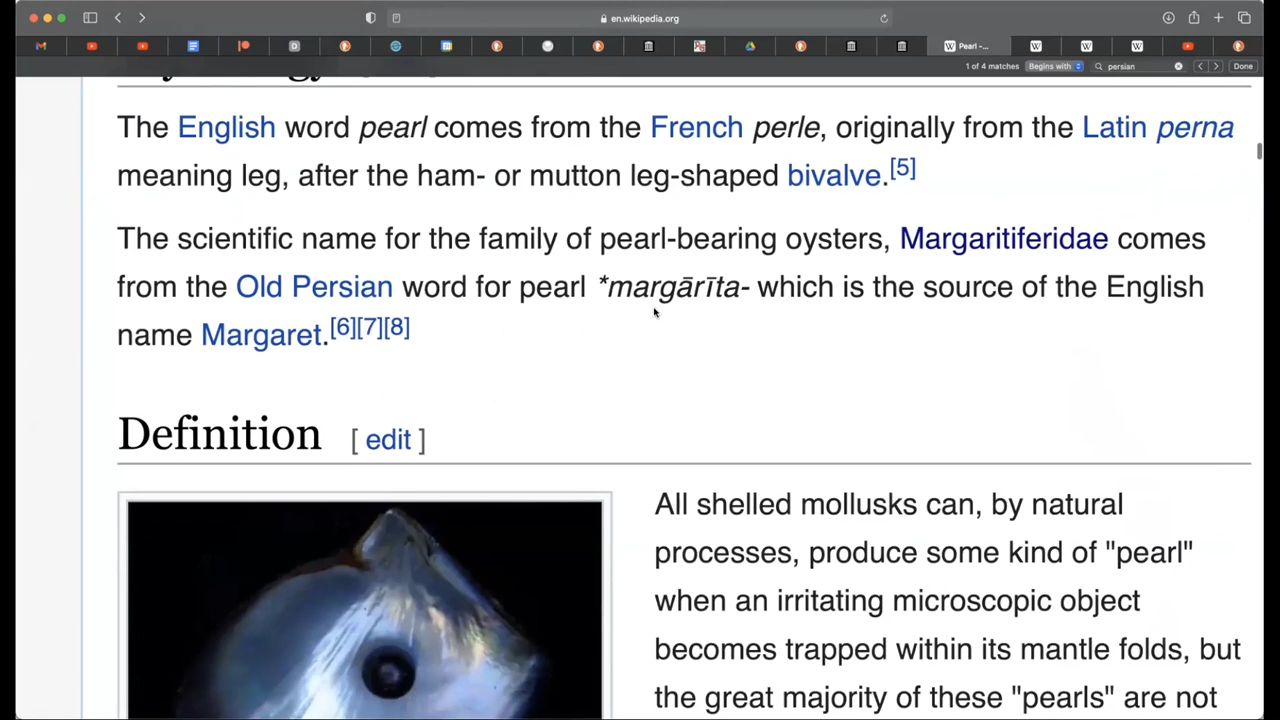 en.wikipedia.org
Pearl -...
1 of 4 matches Begins with persian Done
The English word pearl comes from the French perle, originally from the Latin perna
meaning leg, after the ham- or mutton leg-shaped bivalve.[5]
The scientific name for the family of pearl-bearing oysters, Margaritiferidae comes
from the Old Persian word for pearl *margārīta- which is the source of the English
name Margaret.[6][7][8]
Definition [ edit ]
All shelled mollusks can, by natural
processes, produce some kind of "pearl"
when an irritating microscopic object
becomes trapped within its mantle folds, but
the great majority of these "pearls" are not